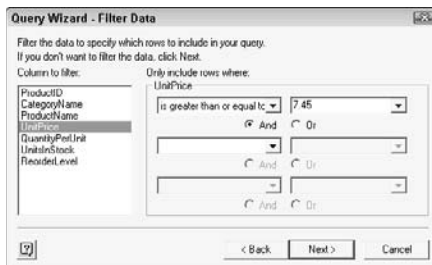 Query Wizard - Filter Data
Filter the data to specify which rows to include in your query.
If you don't want to filter the data, click Next.
Column to filter: Only include rows where:
ProductID
CategoryName
ProductName
UnitPrice
QuantityPerUnit
UnitsInStock
ReorderLevel
UnitPrice
is greater than or equal to 7.45
And Or
And Or
And Or
< Back Next > Cancel